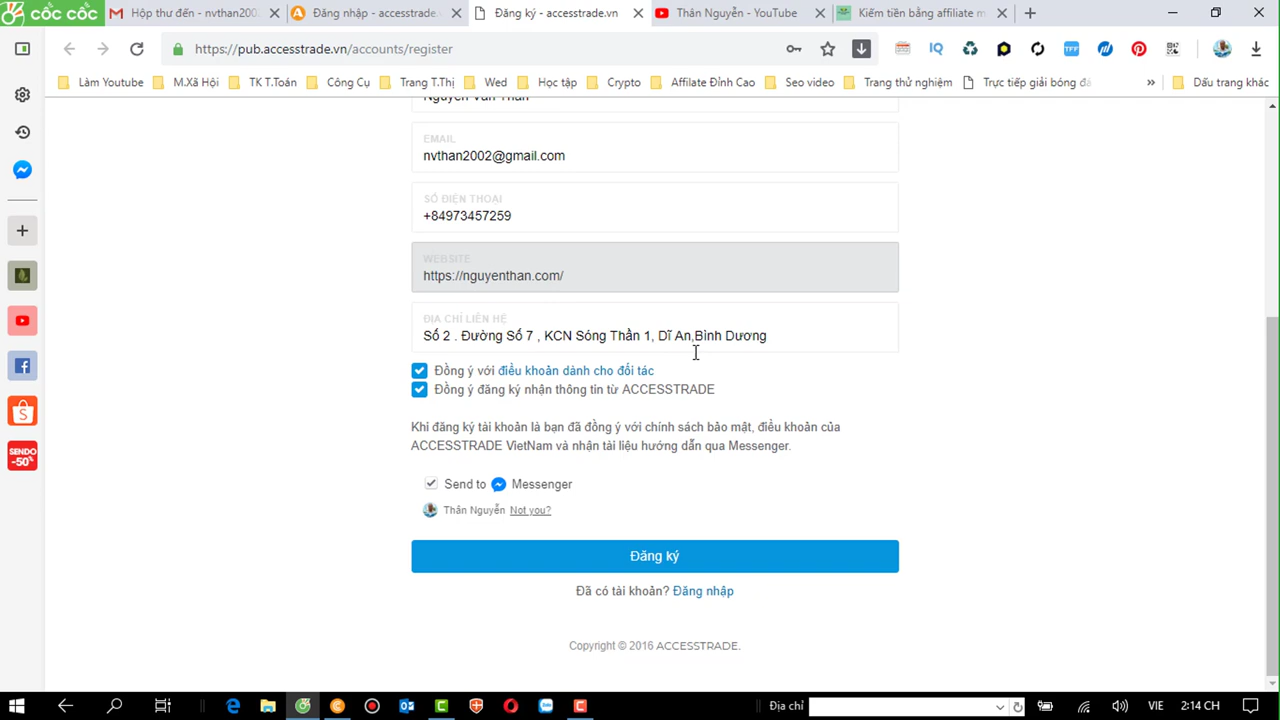 cốc cốc
Hộp thư đến - nvthan200
Đăng nhập - accesstrade.
Đăng ký - accesstrade.vn
Thân Nguyễn - YouTube
Kiếm tiền bằng affiliate m
https://pub.accesstrade.vn/accounts/register
IQ
TFF
Làm Youtube
M.Xã Hội
TK T.Toán
Công Cụ
Trang T.Thị
Wed
Học tập
Crypto
Affilate Đỉnh Cao
Seo video
Trang thử nghiệm
Trực tiếp giải bóng đá
»
Dấu trang khác
Nguyễn Văn Thân
EMAIL
nvthan2002@gmail.com
SỐ ĐIỆN THOẠI
+84973457259
WEBSITE
https://nguyenthan.com/
ĐỊA CHỈ LIÊN HỆ
Số 2 . Đường Số 7 , KCN Sóng Thần 1, Dĩ An,Bình Dương
Đồng ý với điều khoản dành cho đối tác
Đồng ý đăng ký nhận thông tin từ ACCESSTRADE
Khi đăng ký tài khoản là bạn đã đồng ý với chính sách bảo mật, điều khoản của
ACCESSTRADE VietNam và nhận tài liệu hướng dẫn qua Messenger.
Send to Messenger
Thân Nguyễn Not you?
Đăng ký
Đã có tài khoản? Đăng nhập
Copyright © 2016 ACCESSTRADE.
SENDO
-50%
Địa chỉ
VIE
2:14 CH